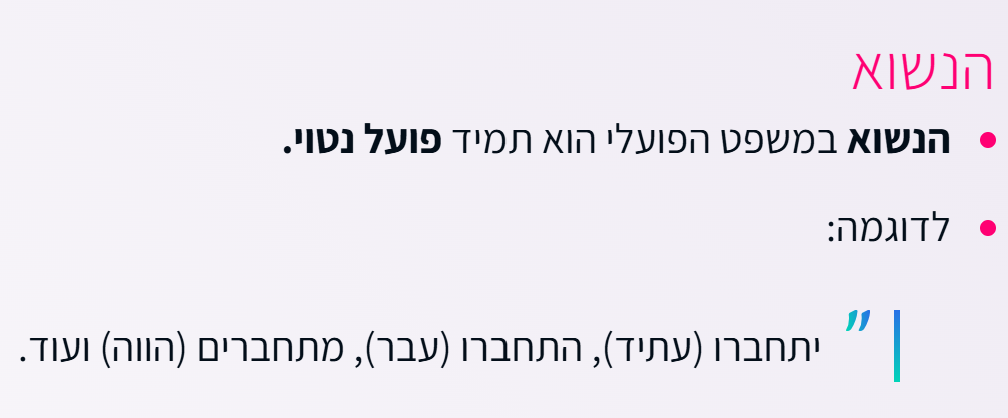 הנשוא
הנשוא במשפט הפועלי הוא תמיד פועל נטוי.
לדוגמה:
יתחברו (עתיד), התחברו (עבר), מתחברים (הווה) ועוד.